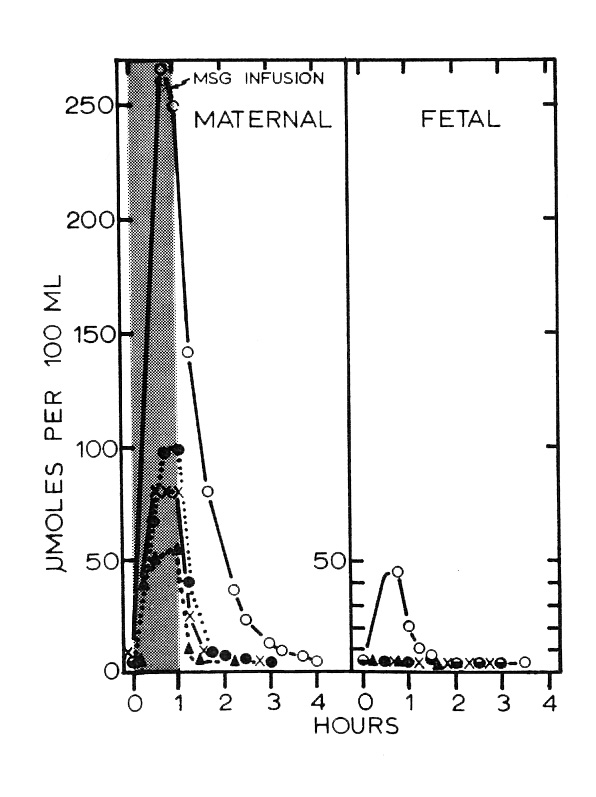 MSG INFUSION
MATERNAL
FETAL
250
200
150
100
50
0
50
µMOLES PER 100 ML
0 1 2 3 4
0 1 2 3 4
HOURS